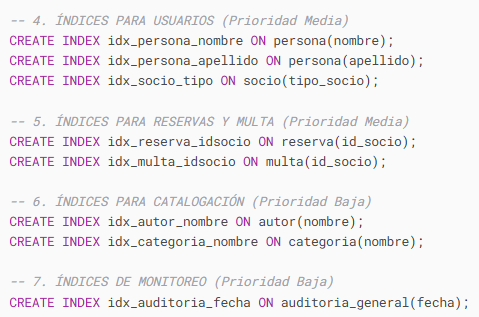 -- 4. ÍNDICES PARA USUARIOS (Prioridad Media)
CREATE INDEX idx_persona_nombre ON persona(nombre);
CREATE INDEX idx_persona_apellido ON persona(apellido);
CREATE INDEX idx_socio_tipo ON socio(tipo_socio);
-- 5. ÍNDICES PARA RESERVAS Y MULTA (Prioridad Media)
CREATE INDEX idx_reserva_idsocio ON reserva(id_socio);
CREATE INDEX idx_multa_idsocio ON multa(id_socio);
-- 6. ÍNDICES PARA CATALOGACIÓN (Prioridad Baja)
CREATE INDEX idx_autor_nombre ON autor(nombre);
CREATE INDEX idx_categoria_nombre ON categoria(nombre);
-- 7. ÍNDICES DE MONITOREO (Prioridad Baja)
CREATE INDEX idx_auditoria_fecha ON auditoria_general(fecha);